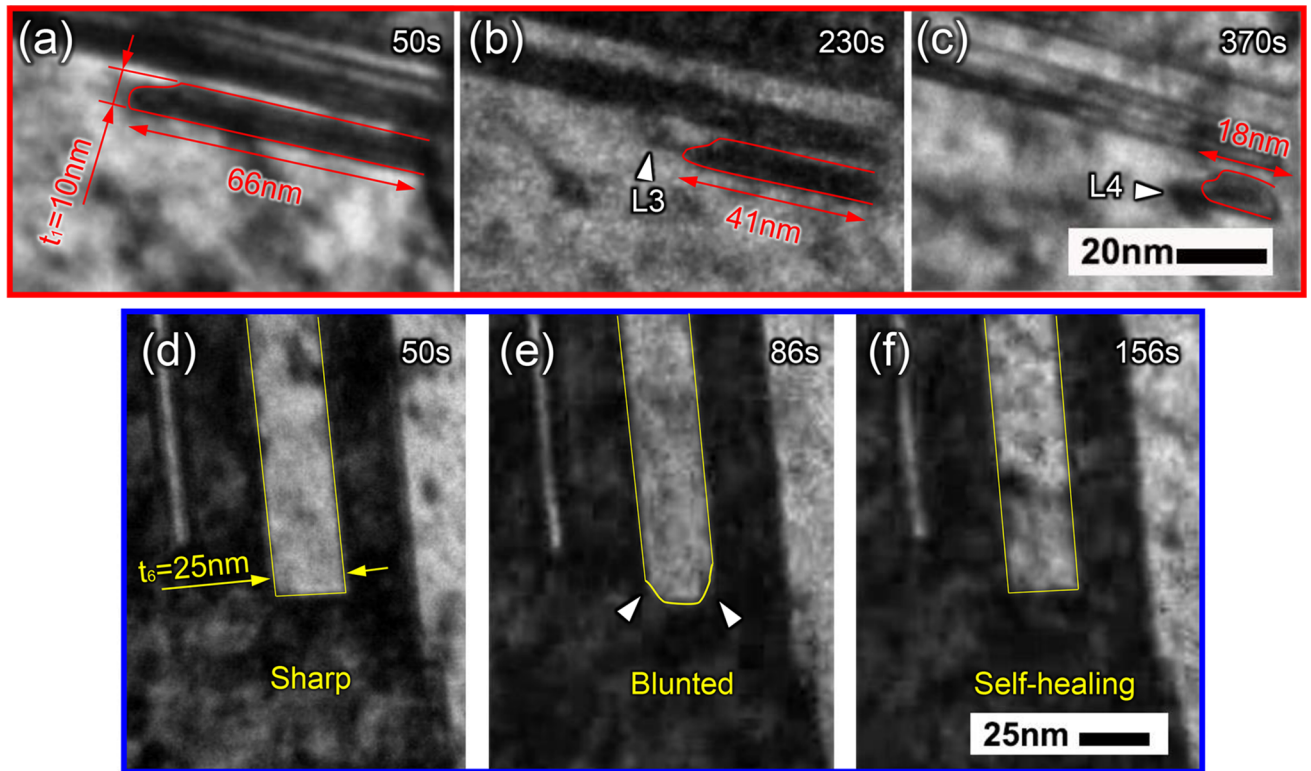 (a)
50s
t₁=10nm
66nm
(b)
230s
L3
41nm
(c)
370s
18nm
L4
20nm
(d)
50s
t₆=25nm
Sharp
(e)
86s
Blunted
(f)
156s
Self-healing
25nm